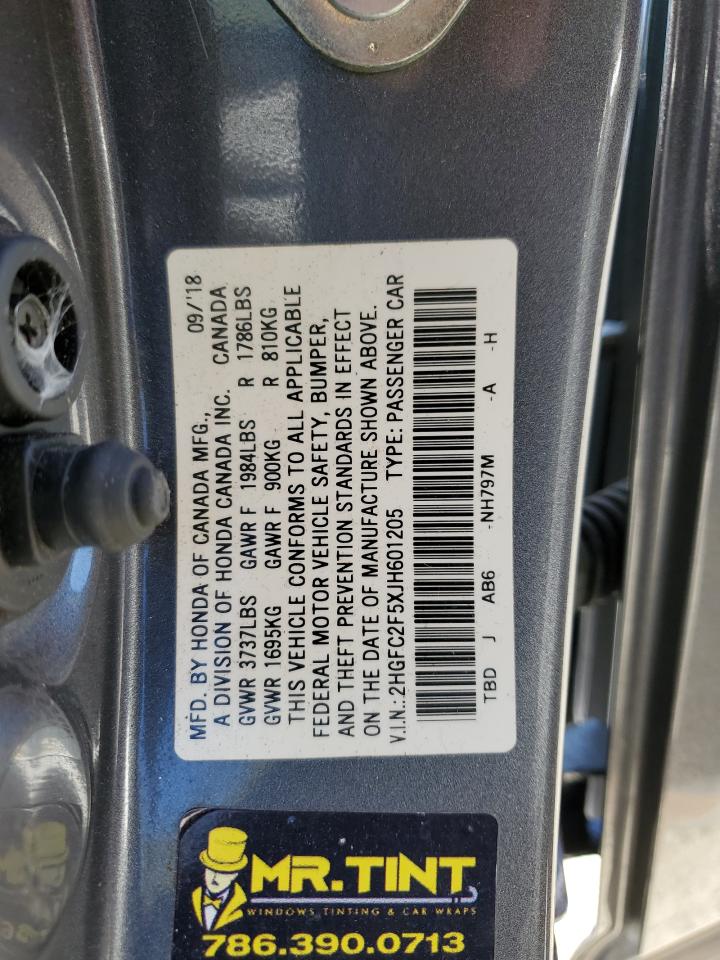 MFD. BY HONDA OF CANADA MFG., 09/'18
A DIVISION OF HONDA CANADA INC. CANADA
GVWR 3737LBS GAWR F 1984LBS R 1786LBS
GVWR 1695KG GAWR F 900KG R 810KG
THIS VEHICLE CONFORMS TO ALL APPLICABLE
FEDERAL MOTOR VEHICLE SAFETY, BUMPER,
AND THEFT PREVENTION STANDARDS IN EFFECT
ON THE DATE OF MANUFACTURE SHOWN ABOVE.
V.I.N.:2HGFC2F5XJH601205 TYPE: PASSENGER CAR
TBD J AB6 -NH797M -A -H
MR.TINT
WINDOWS TINTING & CAR WRAPS
786.390.0713